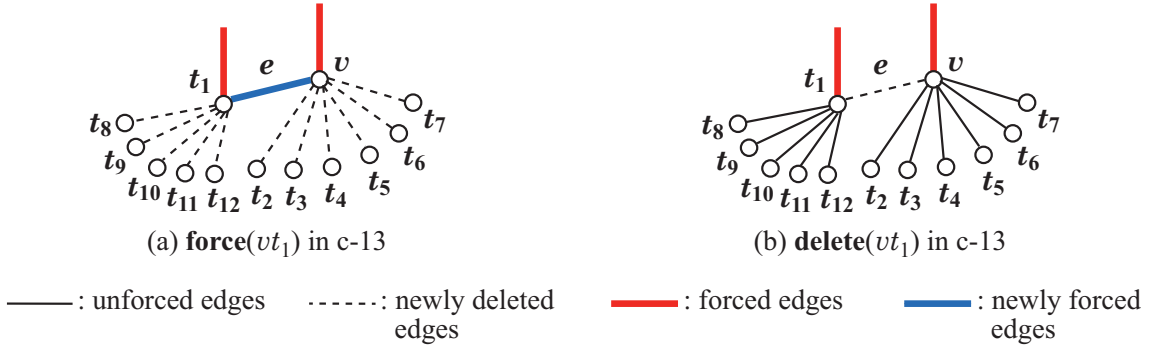 e v
t1
t8 t7
t9 t6
t10 t11 t12 t2 t3 t4 t5
(a) force(vt1) in c-13
e v
t1
t8 t7
t9 t6
t10 t11 t12 t2 t3 t4 t5
(b) delete(vt1) in c-13
: unforced edges
: newly deleted
edges
: forced edges
: newly forced
edges